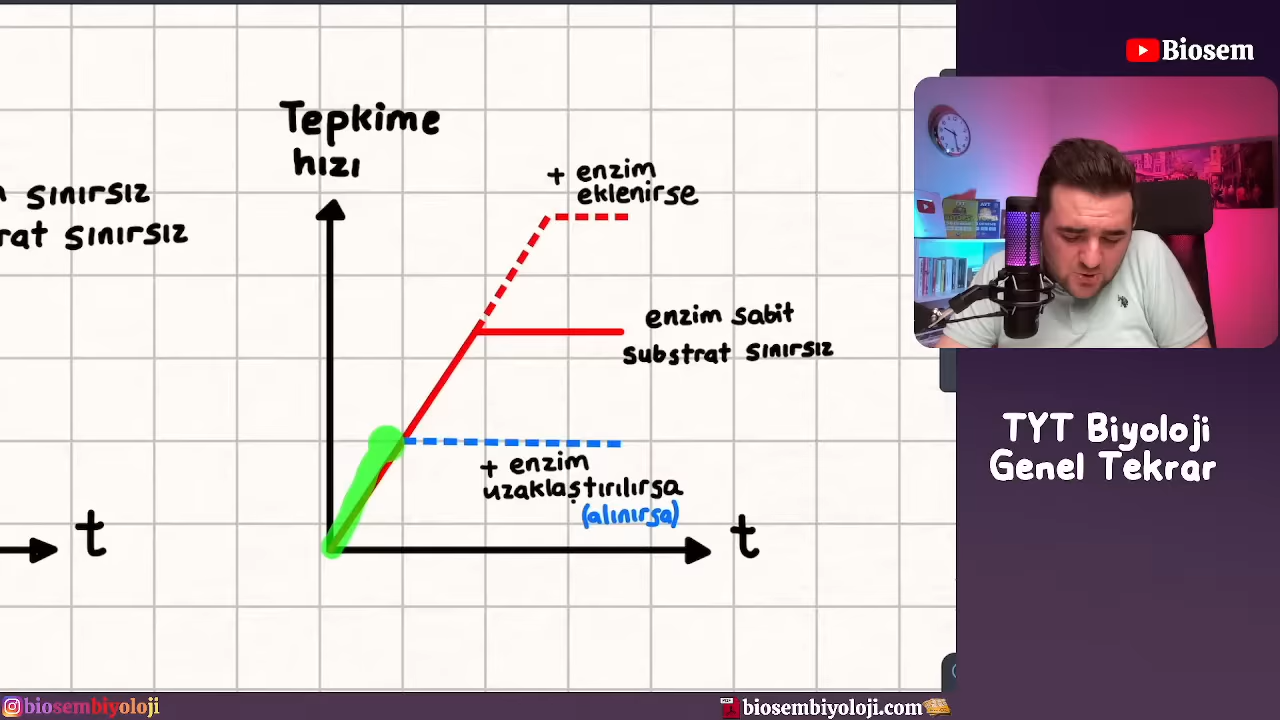 Biosem
Tepkime
hızı
+ enzim
eklenirse
sınırsız
sınırsız
enzim sabit
substrat sınırsız
+ enzim
uzaklaştırılırsa
(alınırsa)
t
t
TYT Biyoloji
Genel Tekrar
biosembiyoloji
biosembiyoloji.com